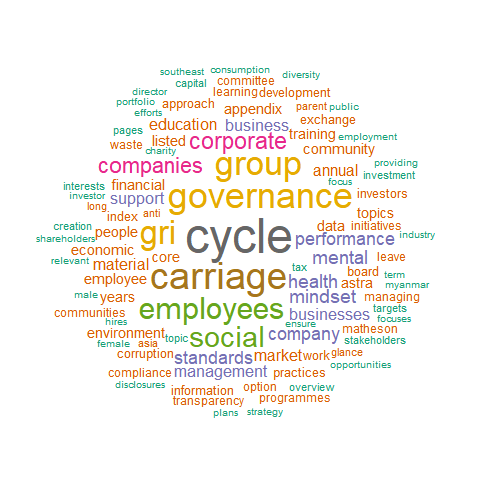 southeast consumption
capital committee diversity
director learning development
portfolio approach appendix parent public
efforts exchange
pages education business training employment
waste listed corporate community
charity
companies group annual providing
interests financial focus investment
investor support governance investors
long index anti topics
creation people gri cycle data initiatives
shareholders performance industry
economic core mental leave
relevant material carriage tax board term
employee health astra myanmar
male years mindset managing
communities employees businesses targets
hires ensure focuses
environment topic social company matheson
female asia stakeholders
corruption standards market work glance
compliance management practices opportunities
disclosures information option overview
transparency programmes
plans strategy